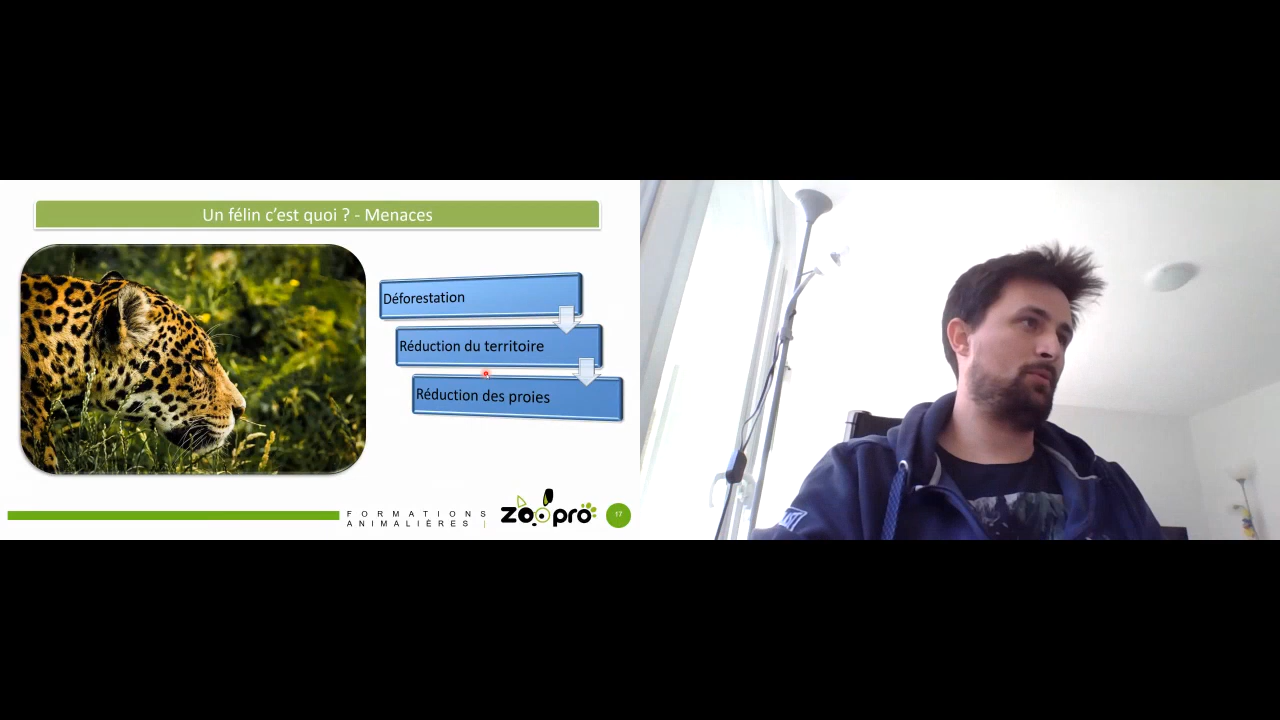 Un félin c'est quoi ? - Menaces
Déforestation
Réduction du territoire
Réduction des proies
FORMATIONS
ANIMALIÈRES |
zoopro
17